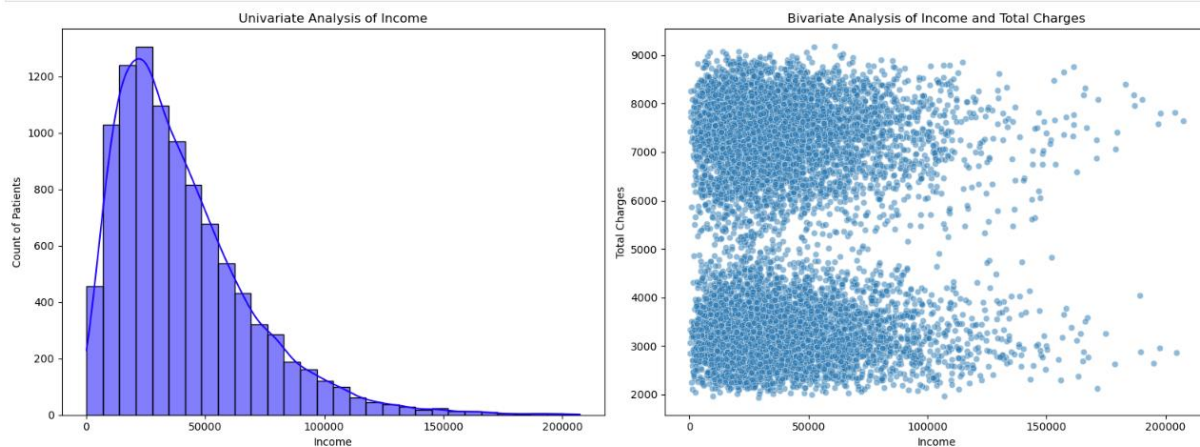 Univariate Analysis of Income
Count of Patients
1200
1000
800
600
400
200
0
0 50000 100000 150000 200000
Income
Bivariate Analysis of Income and Total Charges
Total Charges
9000
8000
7000
6000
5000
4000
3000
2000
0 50000 100000 150000 200000
Income